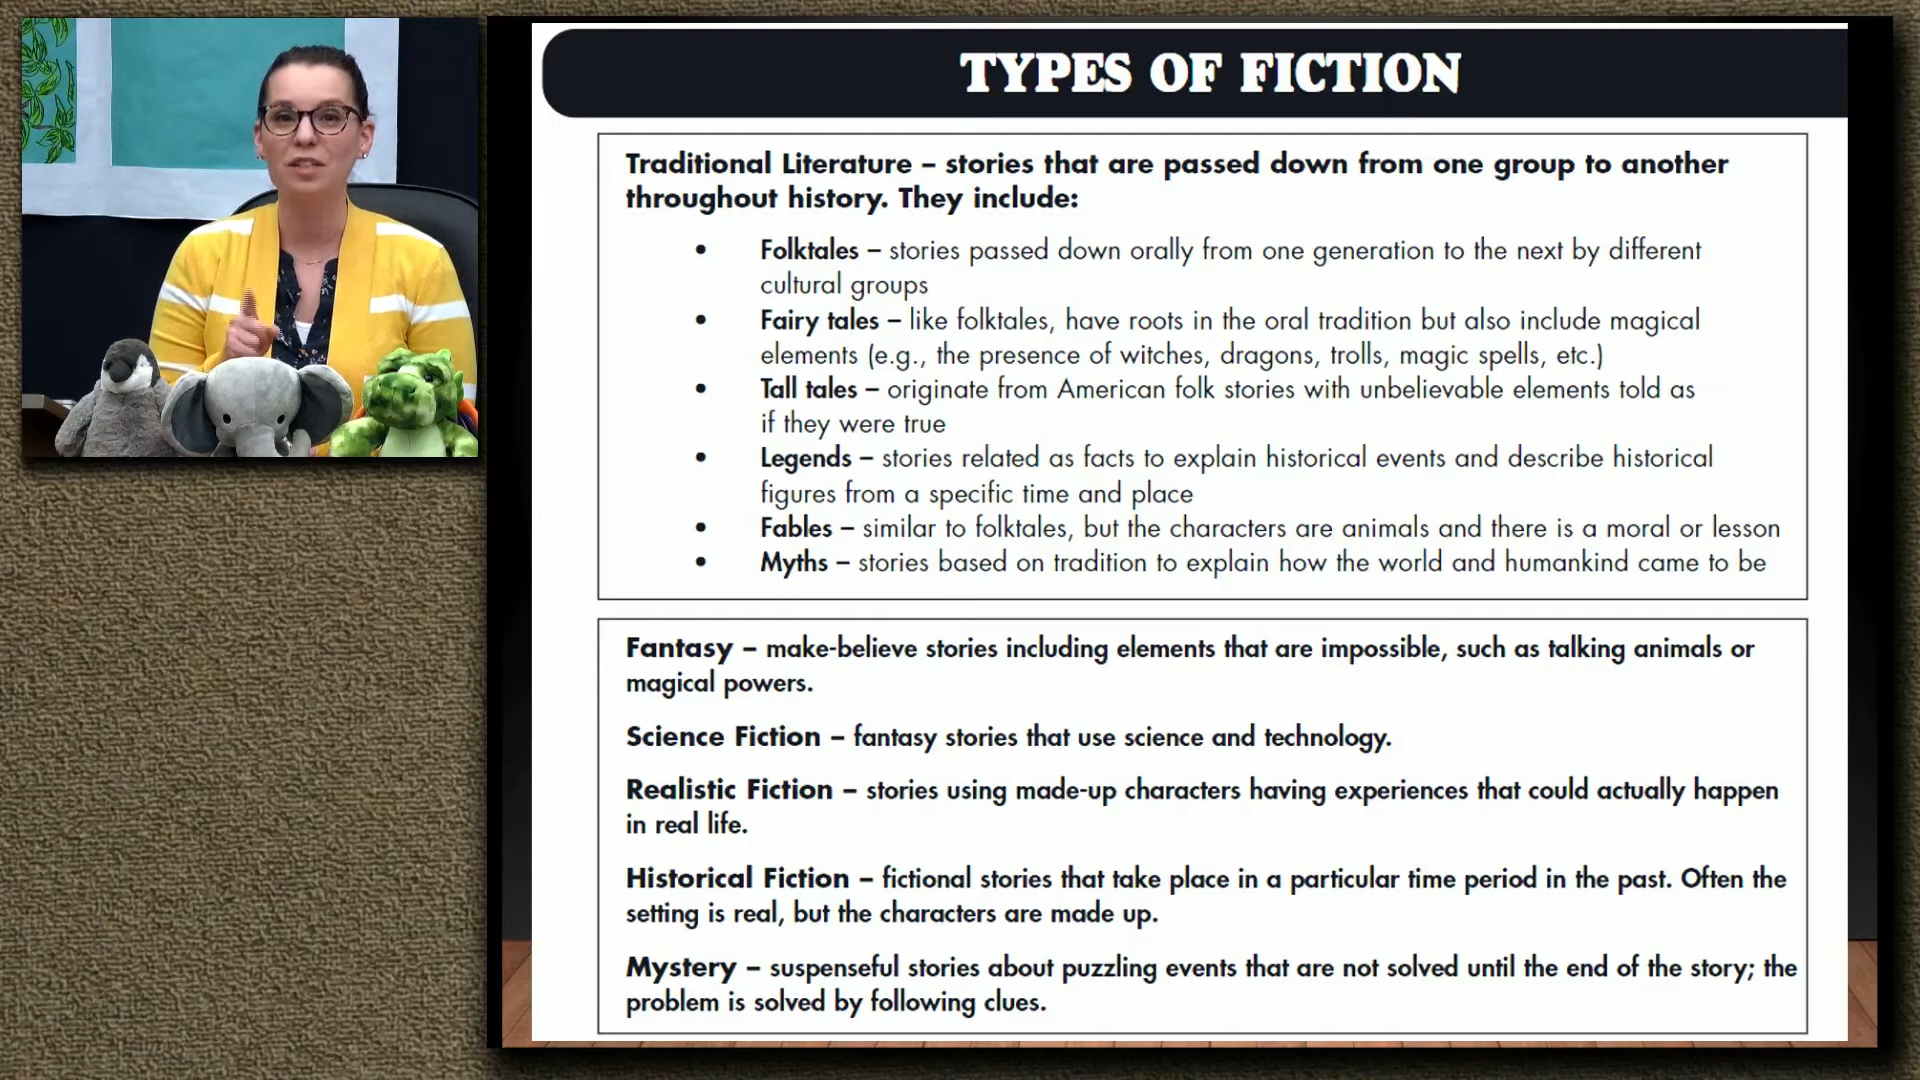 TYPES OF FICTION
Traditional Literature – stories that are passed down from one group to another
throughout history. They include:
• Folktales – stories passed down orally from one generation to the next by different
cultural groups
• Fairy tales – like folktales, have roots in the oral tradition but also include magical
elements (e.g., the presence of witches, dragons, trolls, magic spells, etc.)
• Tall tales – originate from American folk stories with unbelievable elements told as
if they were true
• Legends – stories related as facts to explain historical events and describe historical
figures from a specific time and place
• Fables – similar to folktales, but the characters are animals and there is a moral or lesson
• Myths – stories based on tradition to explain how the world and humankind came to be
Fantasy – make-believe stories including elements that are impossible, such as talking animals or
magical powers.
Science Fiction – fantasy stories that use science and technology.
Realistic Fiction – stories using made-up characters having experiences that could actually happen
in real life.
Historical Fiction – fictional stories that take place in a particular time period in the past. Often the
setting is real, but the characters are made up.
Mystery – suspenseful stories about puzzling events that are not solved until the end of the story; the
problem is solved by following clues.